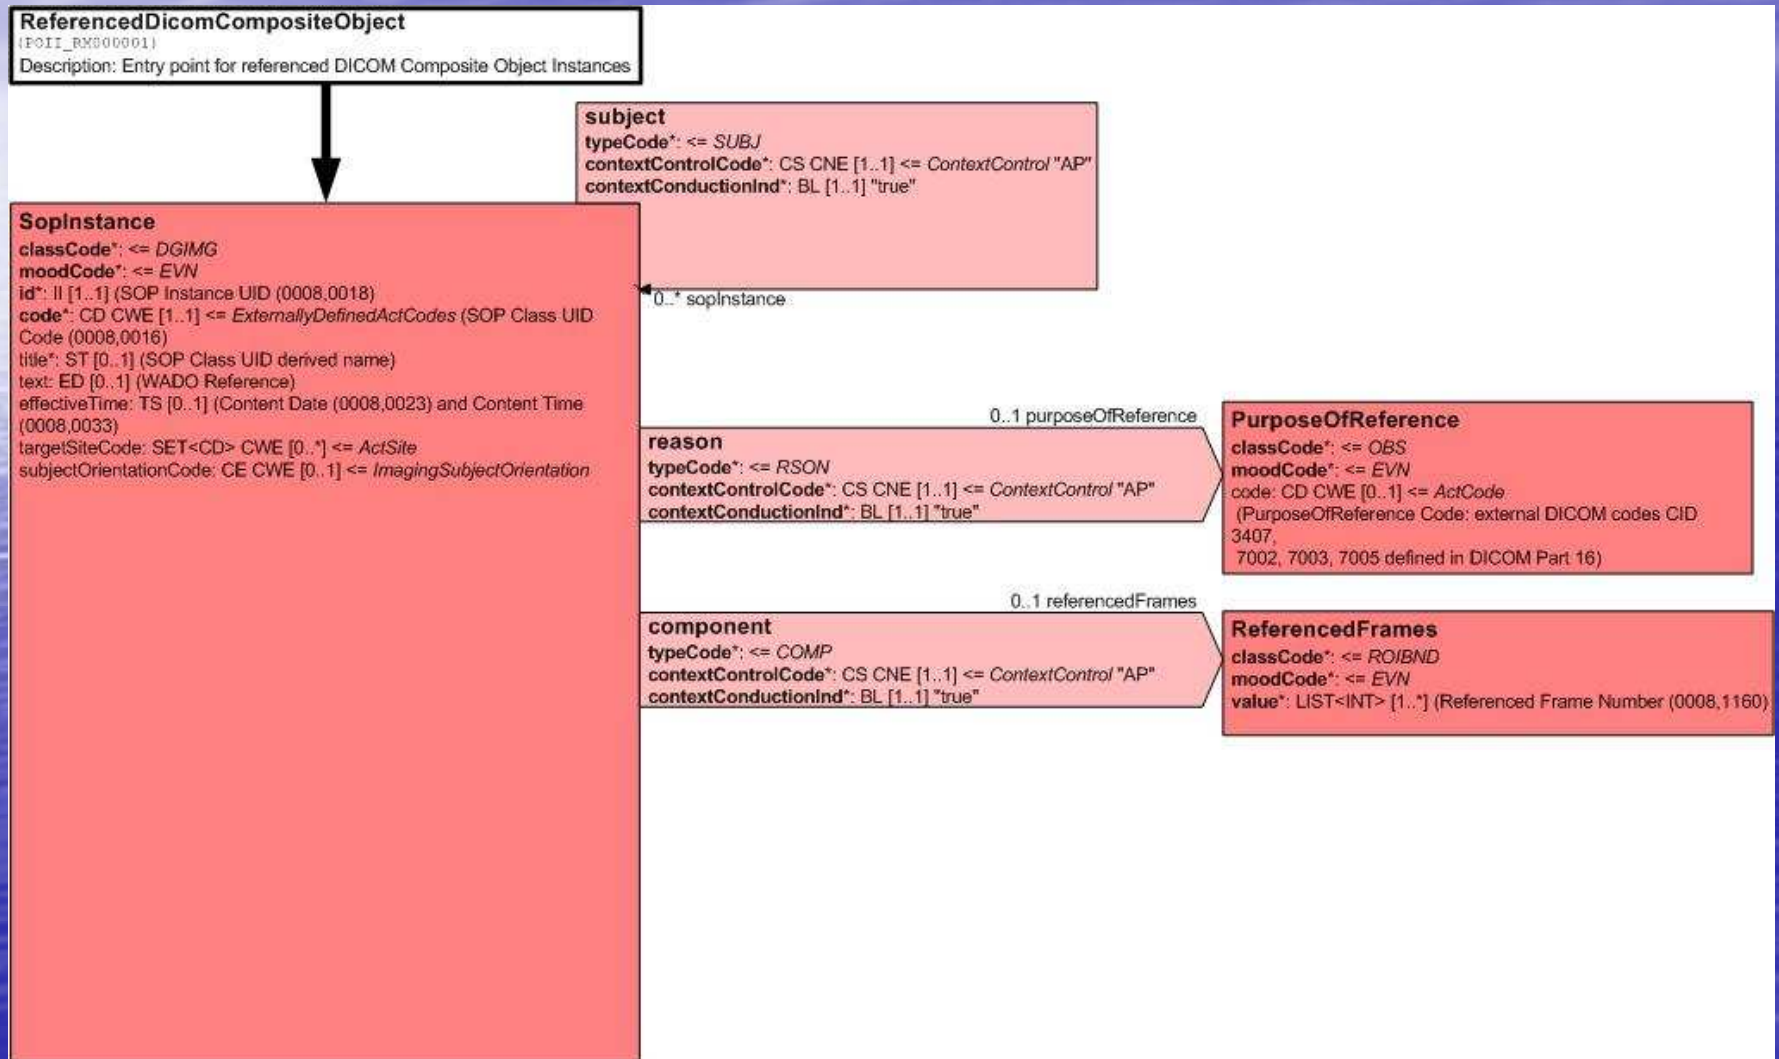 ReferencedDicomCompositeObject
(POII_RM000001)
Description: Entry point for referenced DICOM Composite Object Instances
subject
typeCode*: <= SUBJ
contextControlCode*: CS CNE [1..1] <= ContextControl "AP"
contextConductionInd*: BL [1..1] "true"
SopInstance
classCode*: <= DGIMG
moodCode*: <= EVN
id*: II [1..1] (SOP Instance UID (0008,0018)
code*: CD CWE [1..1] <= ExternallyDefinedActCodes (SOP Class UID
Code (0008,0016)
title*: ST [0..1] (SOP Class UID derived name)
text: ED [0..1] (WADO Reference)
effectiveTime: TS [0..1] (Content Date (0008,0023) and Content Time
(0008,0033)
targetSiteCode: SET<CD> CWE [0..*] <= ActSite
subjectOrientationCode: CE CWE [0..1] <= ImagingSubjectOrientation
0..* sopInstance
0..1 purposeOfReference
reason
typeCode*: <= RSON
contextControlCode*: CS CNE [1..1] <= ContextControl "AP"
contextConductionInd*: BL [1..1] "true"
PurposeOfReference
classCode*: <= OBS
moodCode*: <= EVN
code: CD CWE [0..1] <= ActCode
(PurposeOfReference Code: external DICOM codes CID
3407,
7002, 7003, 7005 defined in DICOM Part 16)
0..1 referencedFrames
component
typeCode*: <= COMP
contextControlCode*: CS CNE [1..1] <= ContextControl "AP"
contextConductionInd*: BL [1..1] "true"
ReferencedFrames
classCode*: <= ROIBND
moodCode*: <= EVN
value*: LIST<INT> [1..*] (Referenced Frame Number (0008,1160)